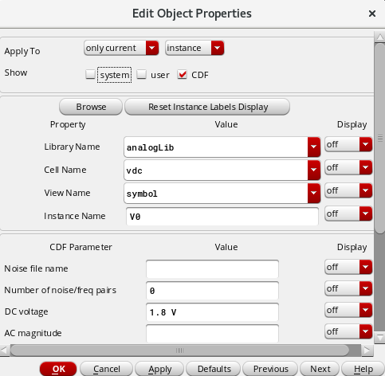 Edit Object Properties
Apply To only current instance
Show system user CDF
Browse Reset Instance Labels Display
Property Value Display
Library Name analogLib off
Cell Name vdc off
View Name symbol off
Instance Name V0 off
CDF Parameter Value Display
Noise file name off
Number of noise/freq pairs 0 off
DC voltage 1.8 V off
AC magnitude off
OK Cancel Apply Defaults Previous Next Help